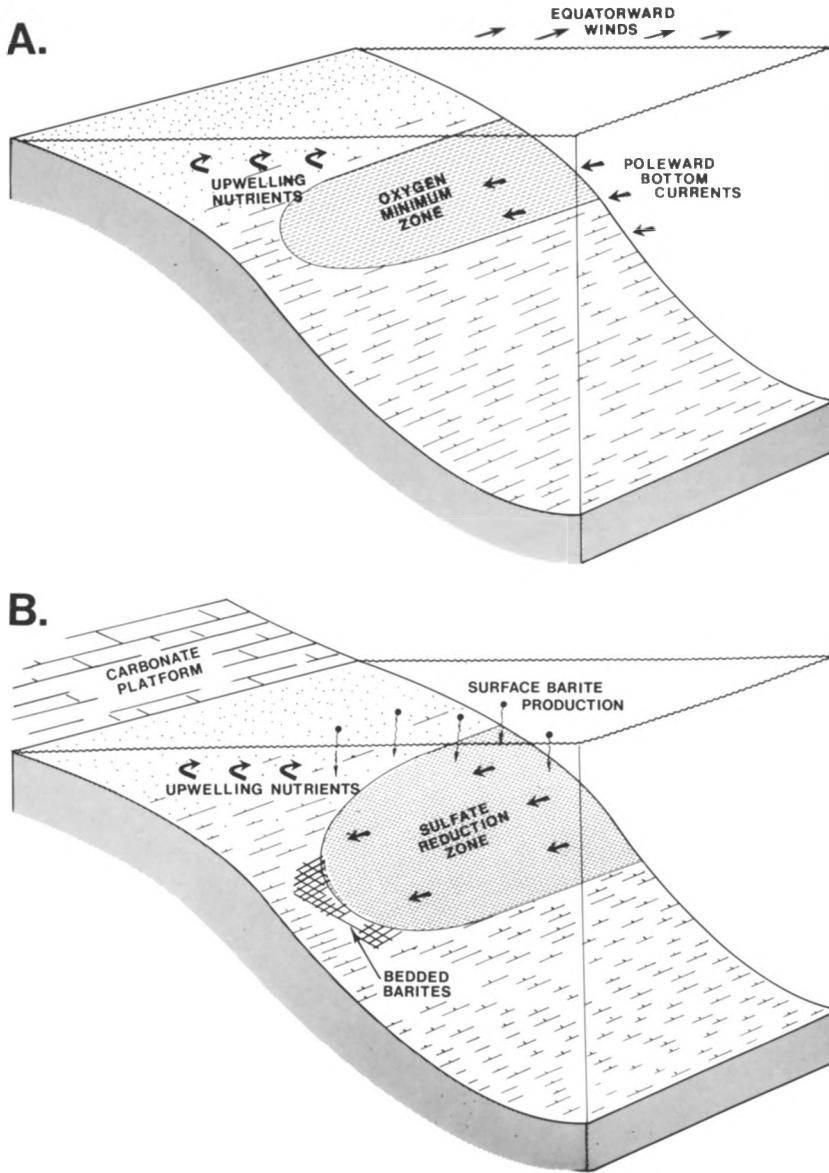 A.
EQUATORWARD
WINDS
UPWELLING
NUTRIENTS
OXYGEN
MINIMUM
ZONE
POLEWARD
BOTTOM
CURRENTS
B.
CARBONATE
PLATFORM
SURFACE BARITE
PRODUCTION
UPWELLING NUTRIENTS
SULFATE
REDUCTION
ZONE
BEDDED
BARITES